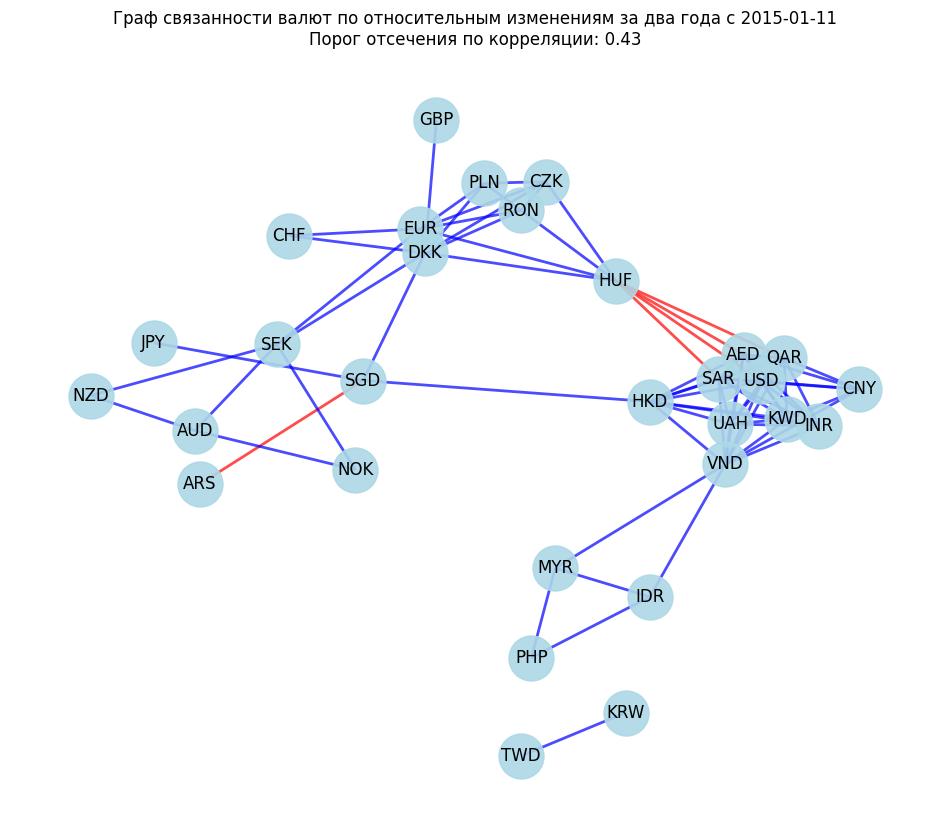 Граф связанности валют по относительным изменениям за два года с 2015-01-11
Порог отсечения по корреляции: 0.43
GBP
PLN
CZK
RON
EUR
CHF
DKK
HUF
JPY
SEK
AED
QAR
SAR
USD
SGD
CNY
NZD
HKD
KWD
UAH
INR
AUD
VND
NOK
ARS
MYR
IDR
PHP
KRW
TWD